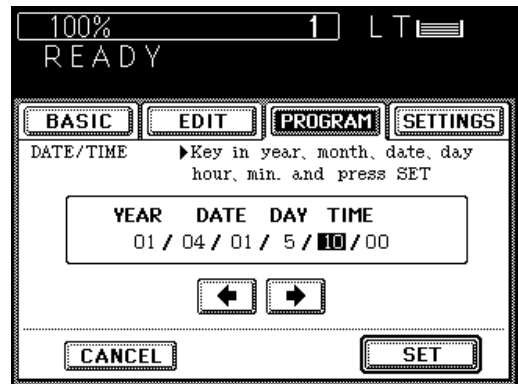 100% 1 LT
READY
BASIC EDIT PROGRAM SETTINGS
DATE/TIME ▶Key in year, month, date, day
hour, min. and press SET
YEAR DATE DAY TIME
01 / 04 / 01 / 5 / 10 / 00
CANCEL SET